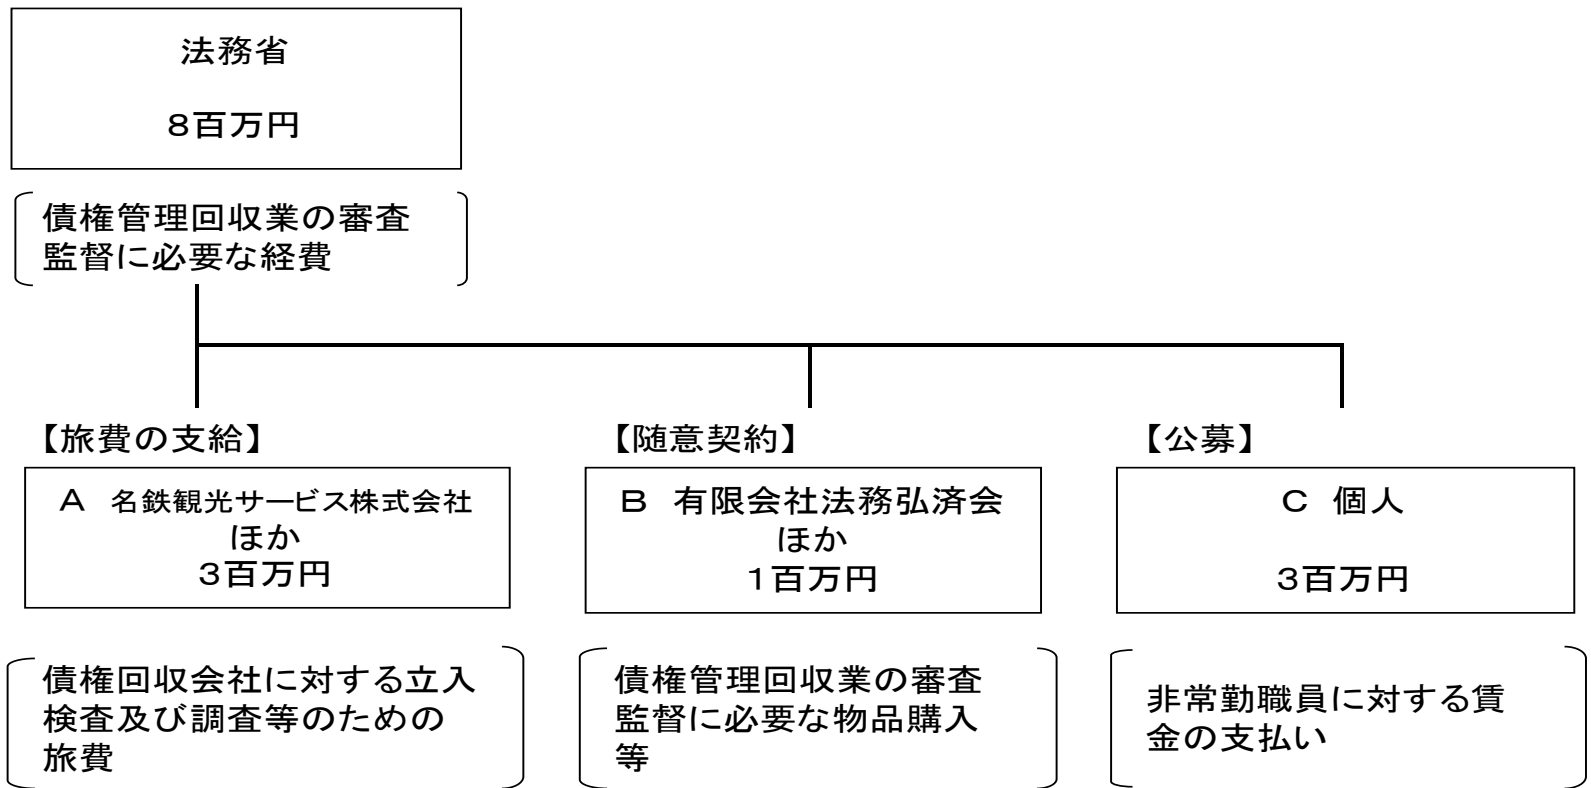 法務省
8百万円
債権管理回収業の審査
監督に必要な経費
【旅費の支給】
A 名鉄観光サービス株式会社
ほか
3百万円
債権回収会社に対する立入
検査及び調査等のための
旅費
【随意契約】
B 有限会社法務弘済会
ほか
1百万円
債権管理回収業の審査
監督に必要な物品購入
等
【公募】
C 個人
3百万円
非常勤職員に対する賃
金の支払い